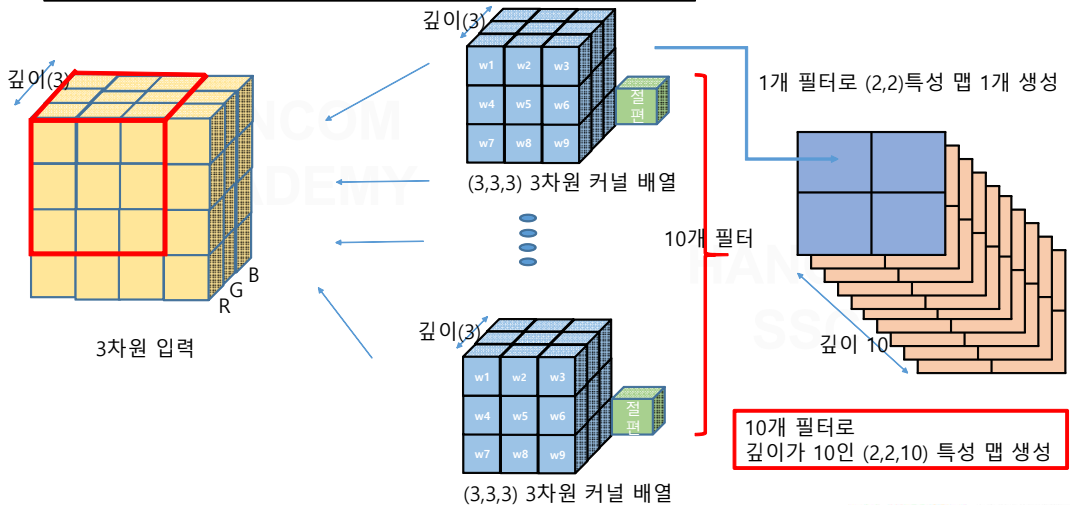 깊이(3)
R
G
B
3차원 입력
깊이(3)
w1 w2 w3
w4 w5 w6
w7 w8 w9
절
편
(3,3,3) 3차원 커널 배열
10개 필터
깊이(3)
w1 w2 w3
w4 w5 w6
w7 w8 w9
절
편
(3,3,3) 3차원 커널 배열
1개 필터로 (2,2)특성 맵 1개 생성
깊이 10
10개 필터로
깊이가 10인 (2,2,10) 특성 맵 생성